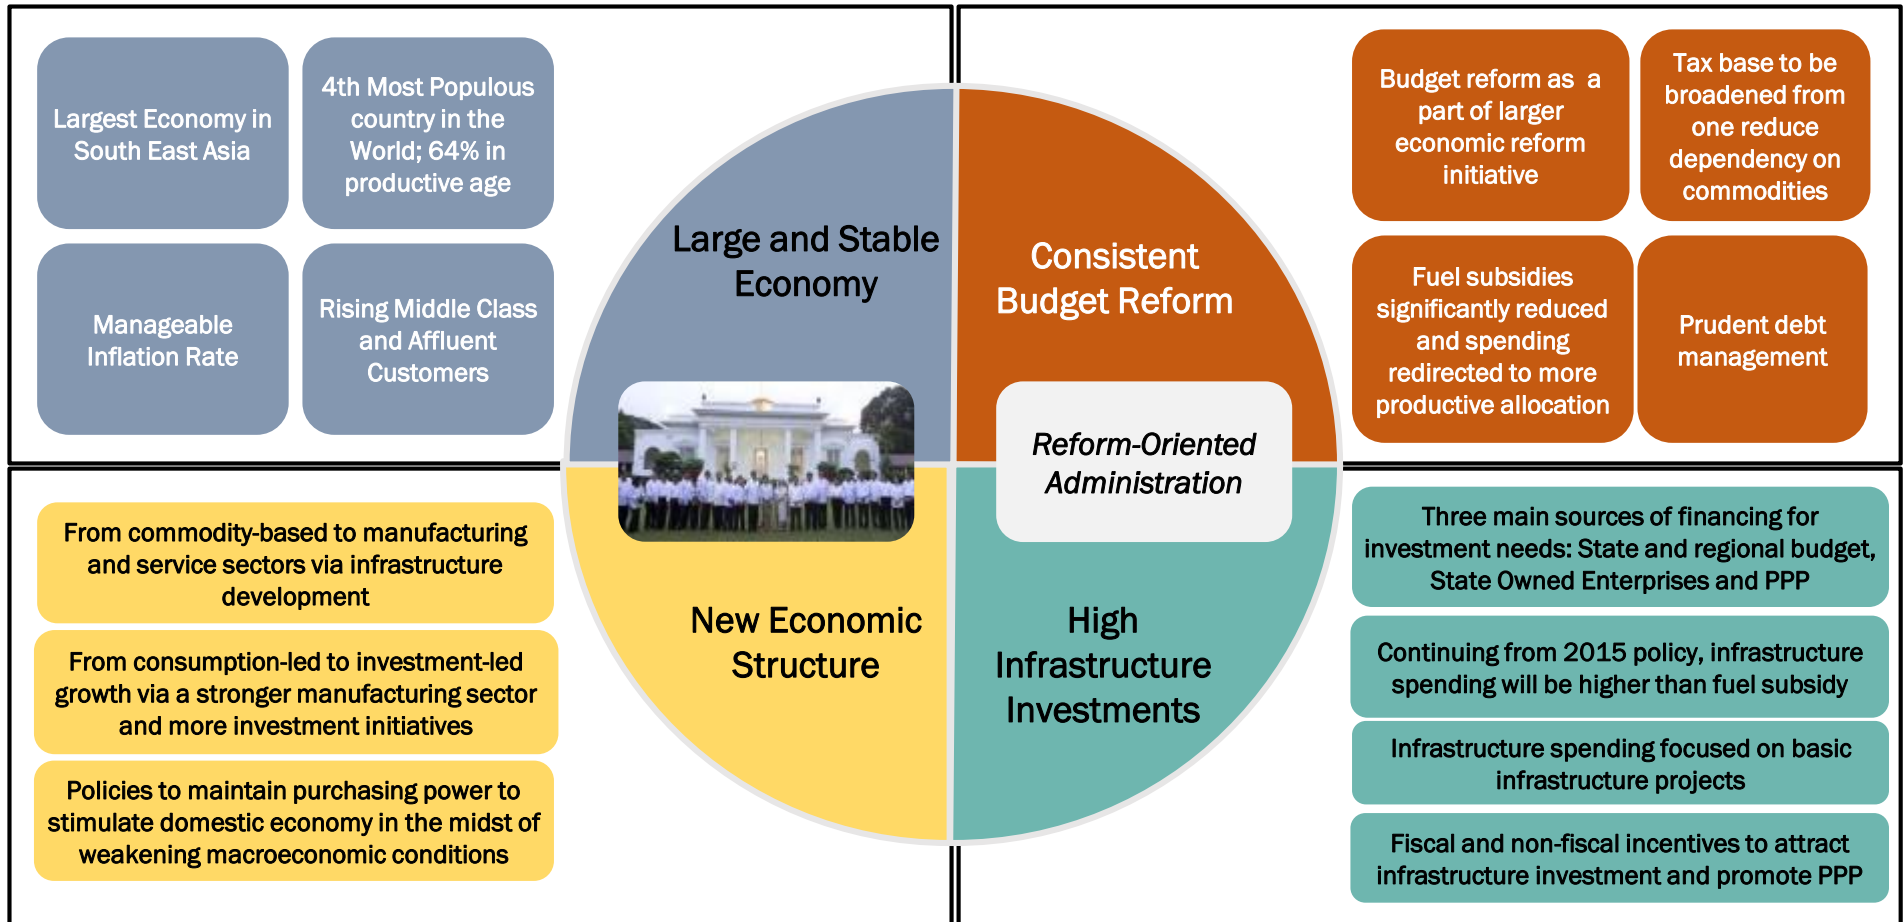 Largest Economy in
South East Asia
4th Most Populous
country in the
World; 64% in
productive age
Manageable
Inflation Rate
Rising Middle Class
and Affluent
Customers
Large and Stable
Economy
Consistent
Budget Reform
Budget reform as a
part of larger
economic reform
initiative
Tax base to be
broadened from
one reduce
dependency on
commodities
Fuel subsidies
significantly reduced
and spending
redirected to more
productive allocation
Prudent debt
management
Reform-Oriented
Administration
From commodity-based to manufacturing
and service sectors via infrastructure
development
From consumption-led to investment-led
growth via a stronger manufacturing sector
and more investment initiatives
Policies to maintain purchasing power to
stimulate domestic economy in the midst of
weakening macroeconomic conditions
New Economic
Structure
High
Infrastructure
Investments
Three main sources of financing for
investment needs: State and regional budget,
State Owned Enterprises and PPP
Continuing from 2015 policy, infrastructure
spending will be higher than fuel subsidy
Infrastructure spending focused on basic
infrastructure projects
Fiscal and non-fiscal incentives to attract
infrastructure investment and promote PPP